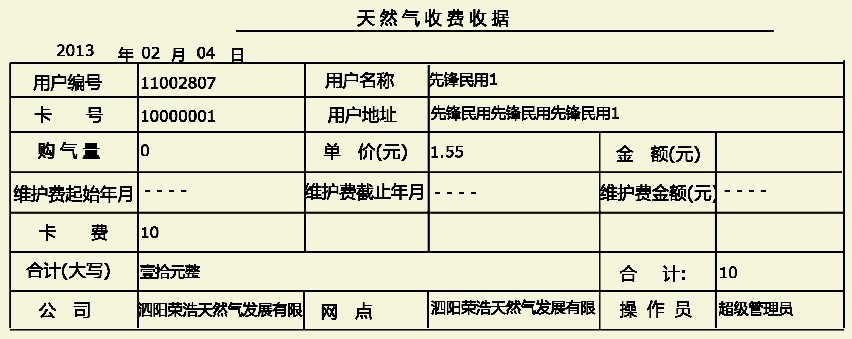 天然气收费收据
2013 年 02 月 04 日
用户编号 11002807 用户名称 先锋民用1
卡 号 10000001 用户地址 先锋民用先锋民用先锋民用1
购气量 0 单 价(元) 1.55 金 额(元)
维护费起始年月 ---- 维护费截止年月 ---- 维护费金额(元) ----
卡 费 10
合计(大写) 壹拾元整 合 计: 10
公 司 泗阳荣浩天然气发展有限 网 点 泗阳荣浩天然气发展有限 操作员 超级管理员